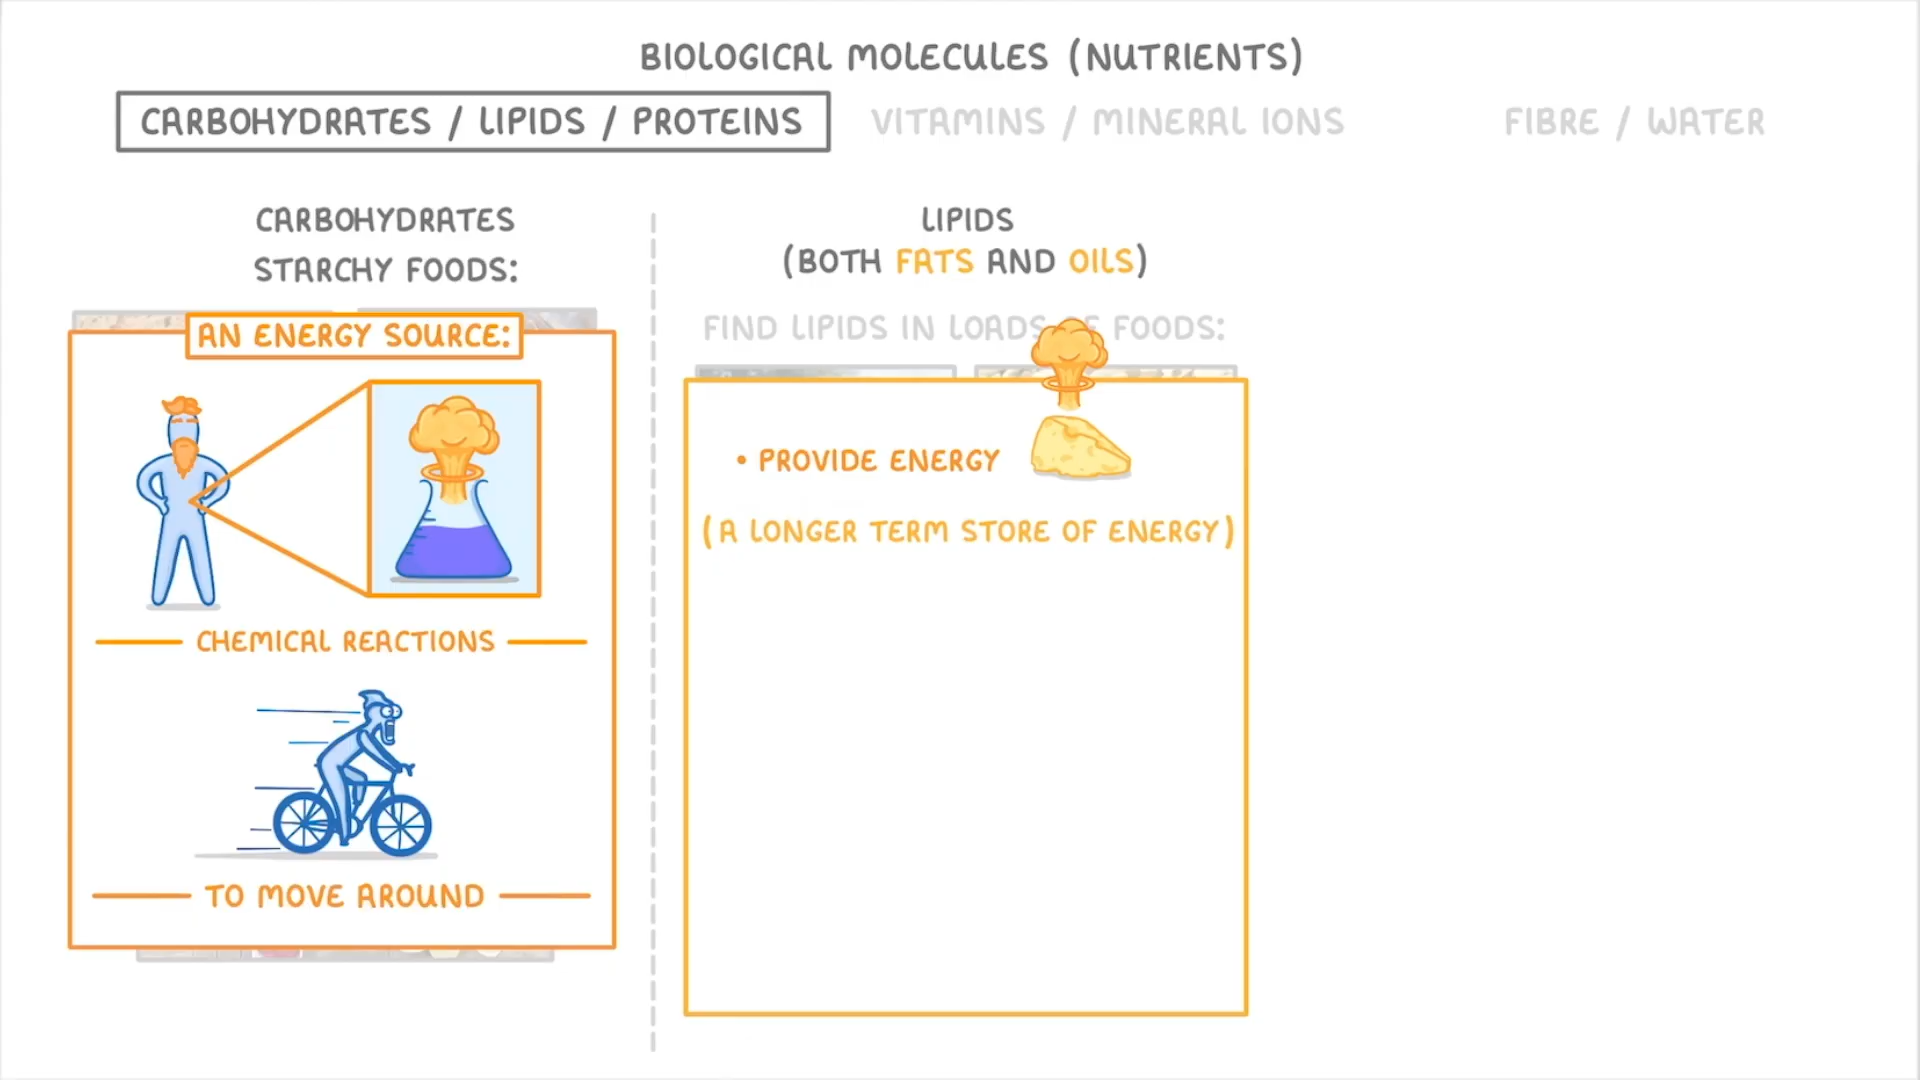 BIOLOGICAL MOLECULES (NUTRIENTS)
CARBOHYDRATES / LIPIDS / PROTEINS
VITAMINS / MINERAL IONS
FIBRE / WATER
CARBOHYDRATES
STARCHY FOODS:
AN ENERGY SOURCE:
CHEMICAL REACTIONS
TO MOVE AROUND
LIPIDS
(BOTH FATS AND OILS)
FIND LIPIDS IN LOADS OF FOODS:
• PROVIDE ENERGY
(A LONGER TERM STORE OF ENERGY)